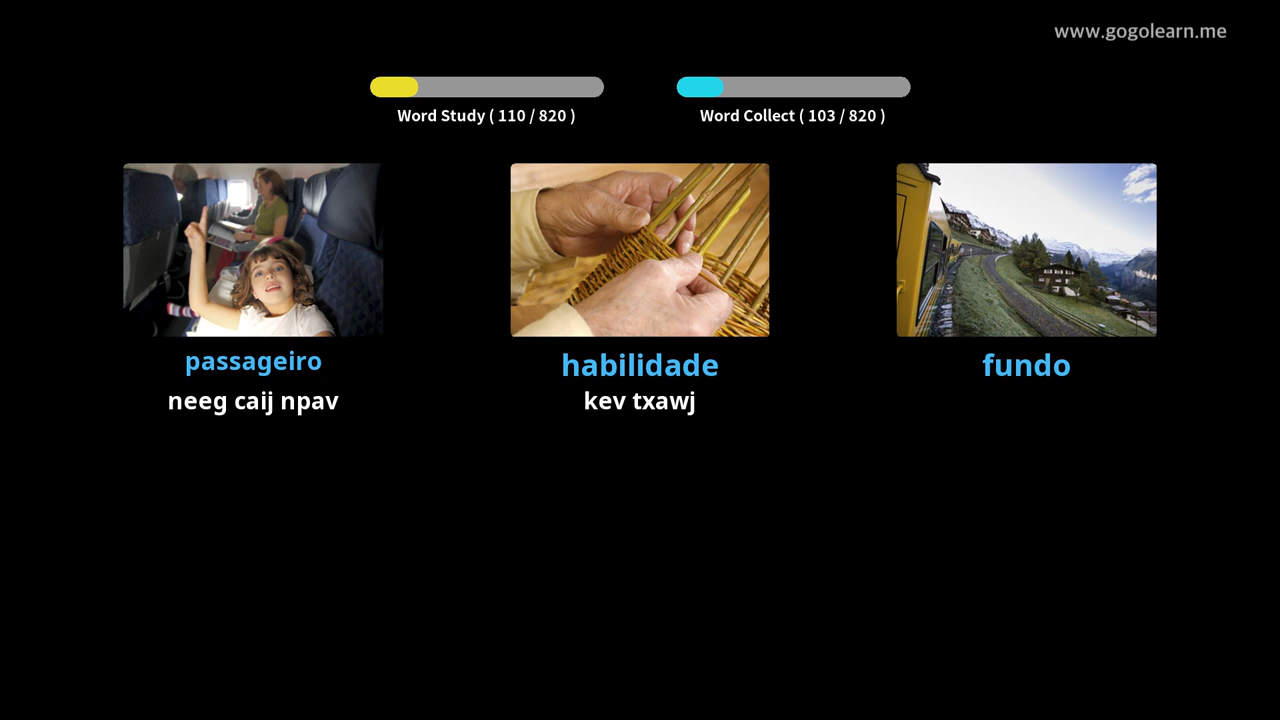 www.gogolearn.me
Word Study ( 110 / 820 )
Word Collect ( 103 / 820 )
passageiro
neeg caij npav
habilidade
kev txawj
fundo